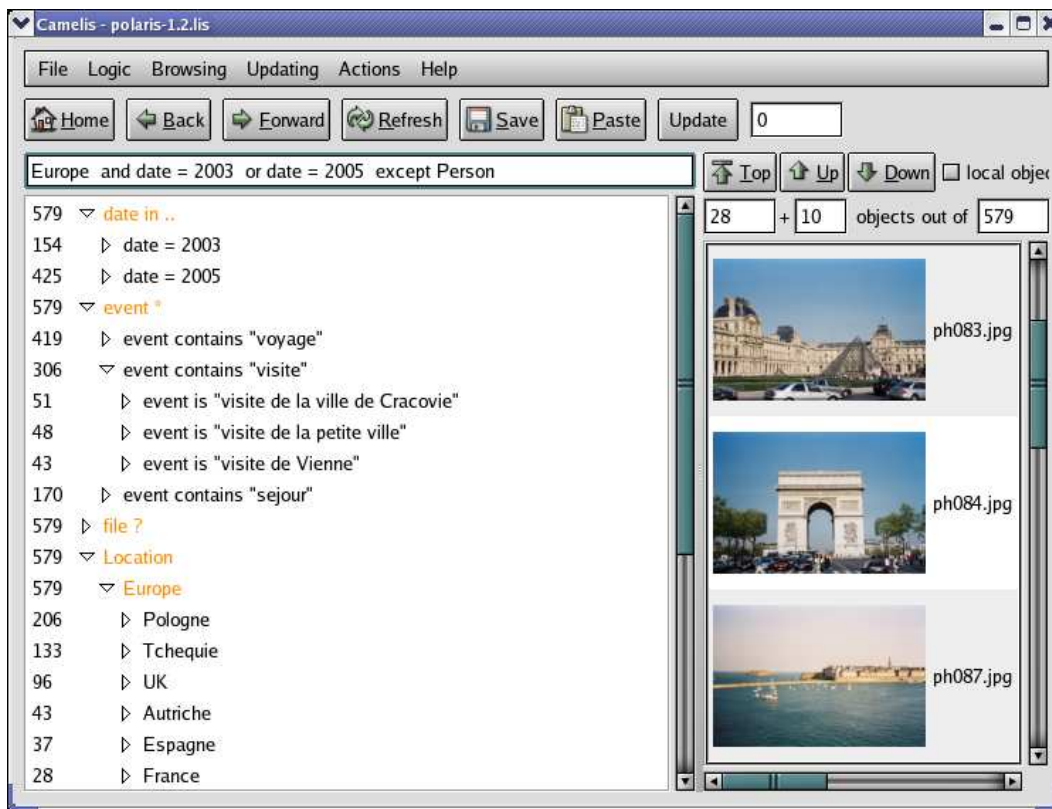 Camelis - polaris-1.2.lis
File Logic Browsing Updating Actions Help
Home Back Forward Refresh Save Paste Update 0
Europe and date = 2003 or date = 2005 except Person
Top Up Down local objec
28 + 10 objects out of 579
579 date in ..
154 date = 2003
425 date = 2005
579 event *
419 event contains "voyage"
306 event contains "visite"
51 event is "visite de la ville de Cracovie"
48 event is "visite de la petite ville"
43 event is "visite de Vienne"
170 event contains "sejour"
579 file ?
579 Location
579 Europe
206 Pologne
133 Tchequie
96 UK
43 Autriche
37 Espagne
28 France
ph083.jpg
ph084.jpg
ph087.jpg